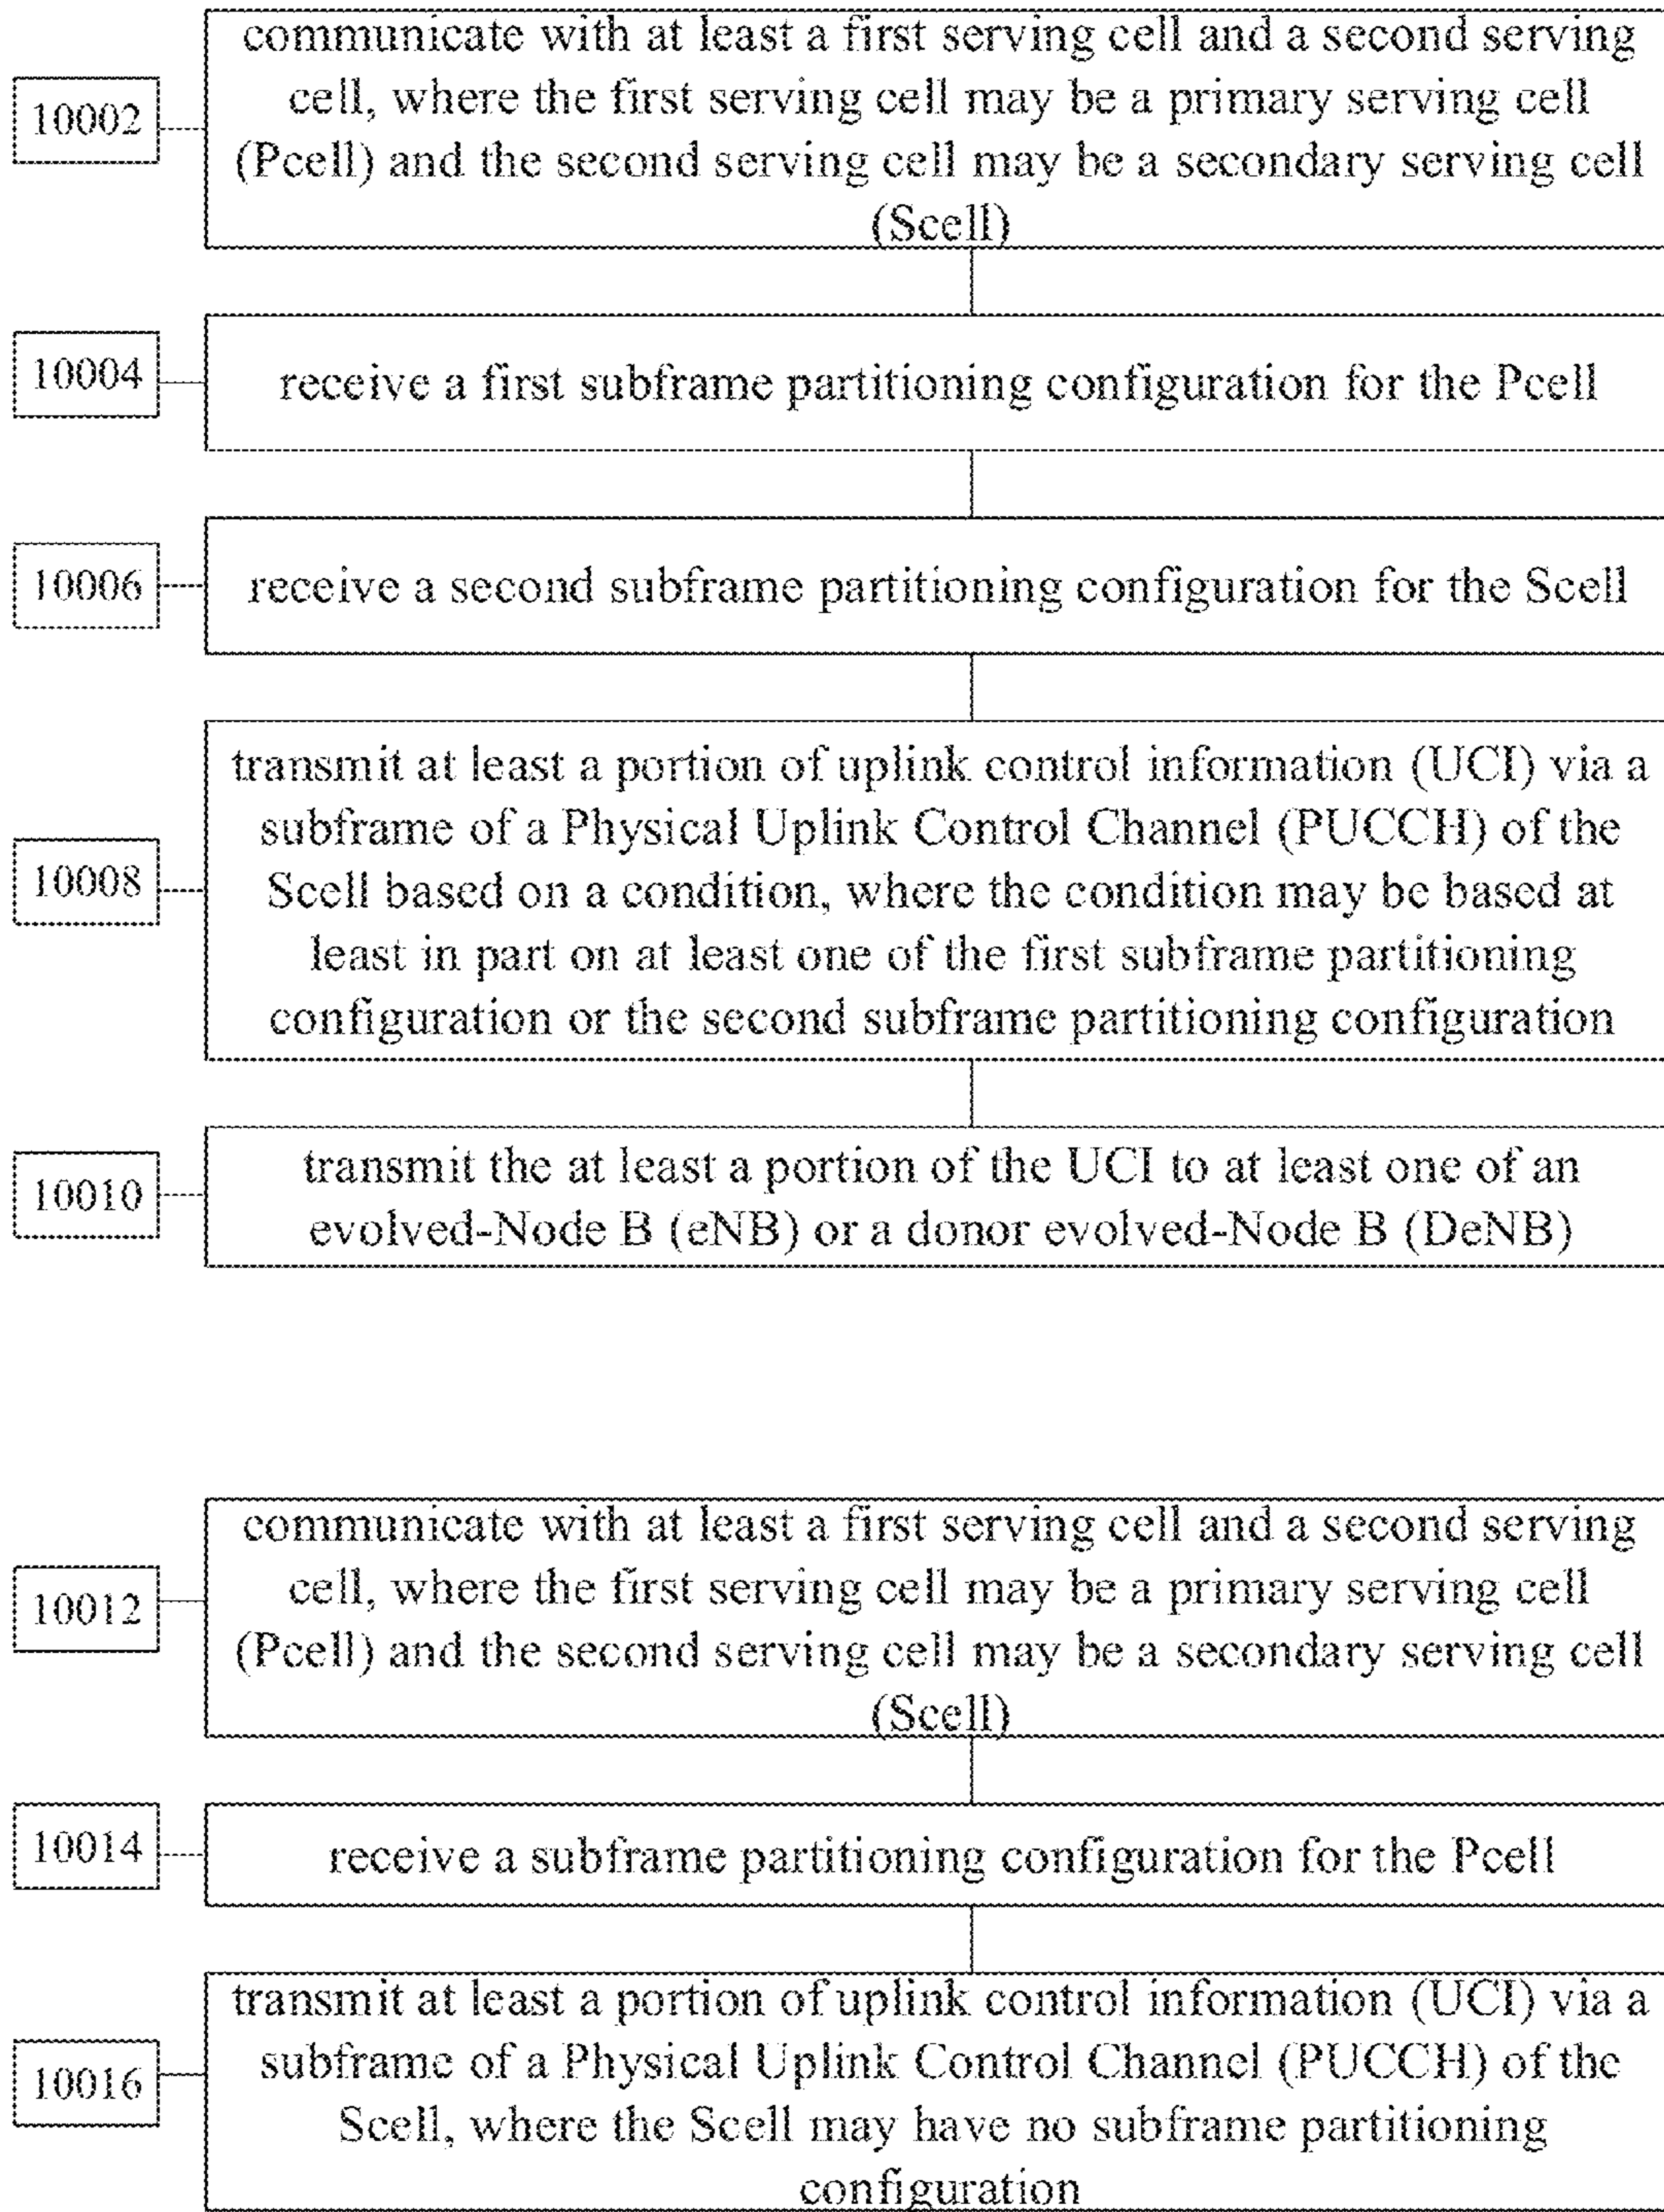 communicate with at least a first serving cell and a second serving
10002
cell, where the first serving cell may be a primary serving cell
(Pcell) and the second serving cell may be a secondary serving cell
(Scell)
10004
receive a first subframe partitioning configuration for the Pcell
10006
receive a second subframe partitioning configuration for the Scell
transmit at least a portion of uplink control information (UCI) via a
subframe of a Physical Uplink Control Channel (PUCCH) of the
10008
Scell based on a condition, where the condition may be based at
least in part on at least one of the first subframe partitioning
configuration or the second subframe partitioning configuration
10010
transmit the at least a portion of the UCI to at least one of an
evolved-Node B (eNB) or a donor evolved-Node B (DeNB)
communicate with at least a first serving cell and a second serving
10012
cell, where the first serving cell may be a primary serving cell
(Pcell) and the second serving cell may be a secondary serving cell
(Scell)
10014
receive a subframe partitioning configuration for the Pcell
transmit at least a portion of uplink control information (UCI) via a
10016
subframe of a Physical Uplink Control Channel (PUCCH) of the
Scell, where the Scell may have no subframe partitioning
configuration